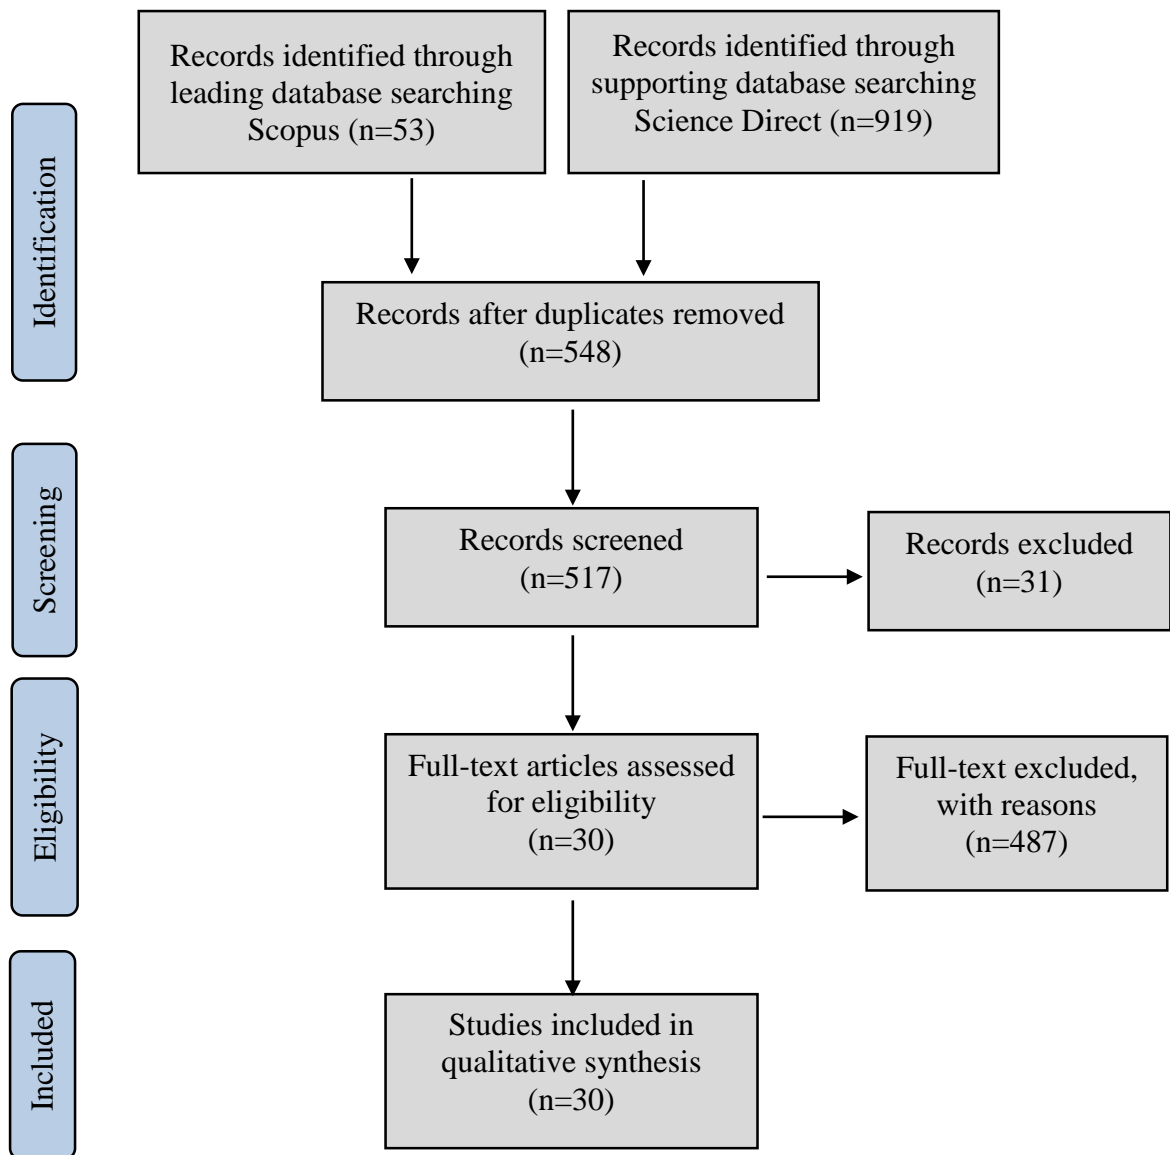 Records identified through
leading database searching
Scopus (n=53)
Records identified through
supporting database searching
Science Direct (n=919)
Identification
Records after duplicates removed
(n=548)
Screening
Records screened
(n=517)
Records excluded
(n=31)
Eligibility
Full-text articles assessed
for eligibility
(n=30)
Full-text excluded,
with reasons
(n=487)
Included
Studies included in
qualitative synthesis
(n=30)